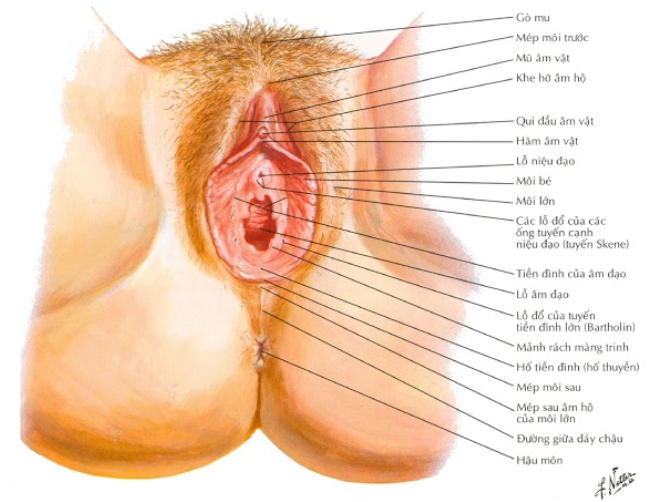 Gò mu
Mép môi trước
Mũ âm vật
Khe hở âm hộ
Qui đầu âm vật
Hãm âm vật
Lỗ niệu đạo
Môi bé
Môi lớn
Các lỗ đổ của các
ống tuyến cạnh
niệu đạo (tuyến Skene)
Tiền đình của âm đạo
Lỗ âm đạo
Lỗ đổ của tuyến
tiền đình lớn (Bartholin)
Mảnh rách màng trinh
Hố tiền đình (hố thuyền)
Mép môi sau
Mép sau âm hộ
của môi lớn
Đường giữa đáy chậu
Hậu môn
F. Netter